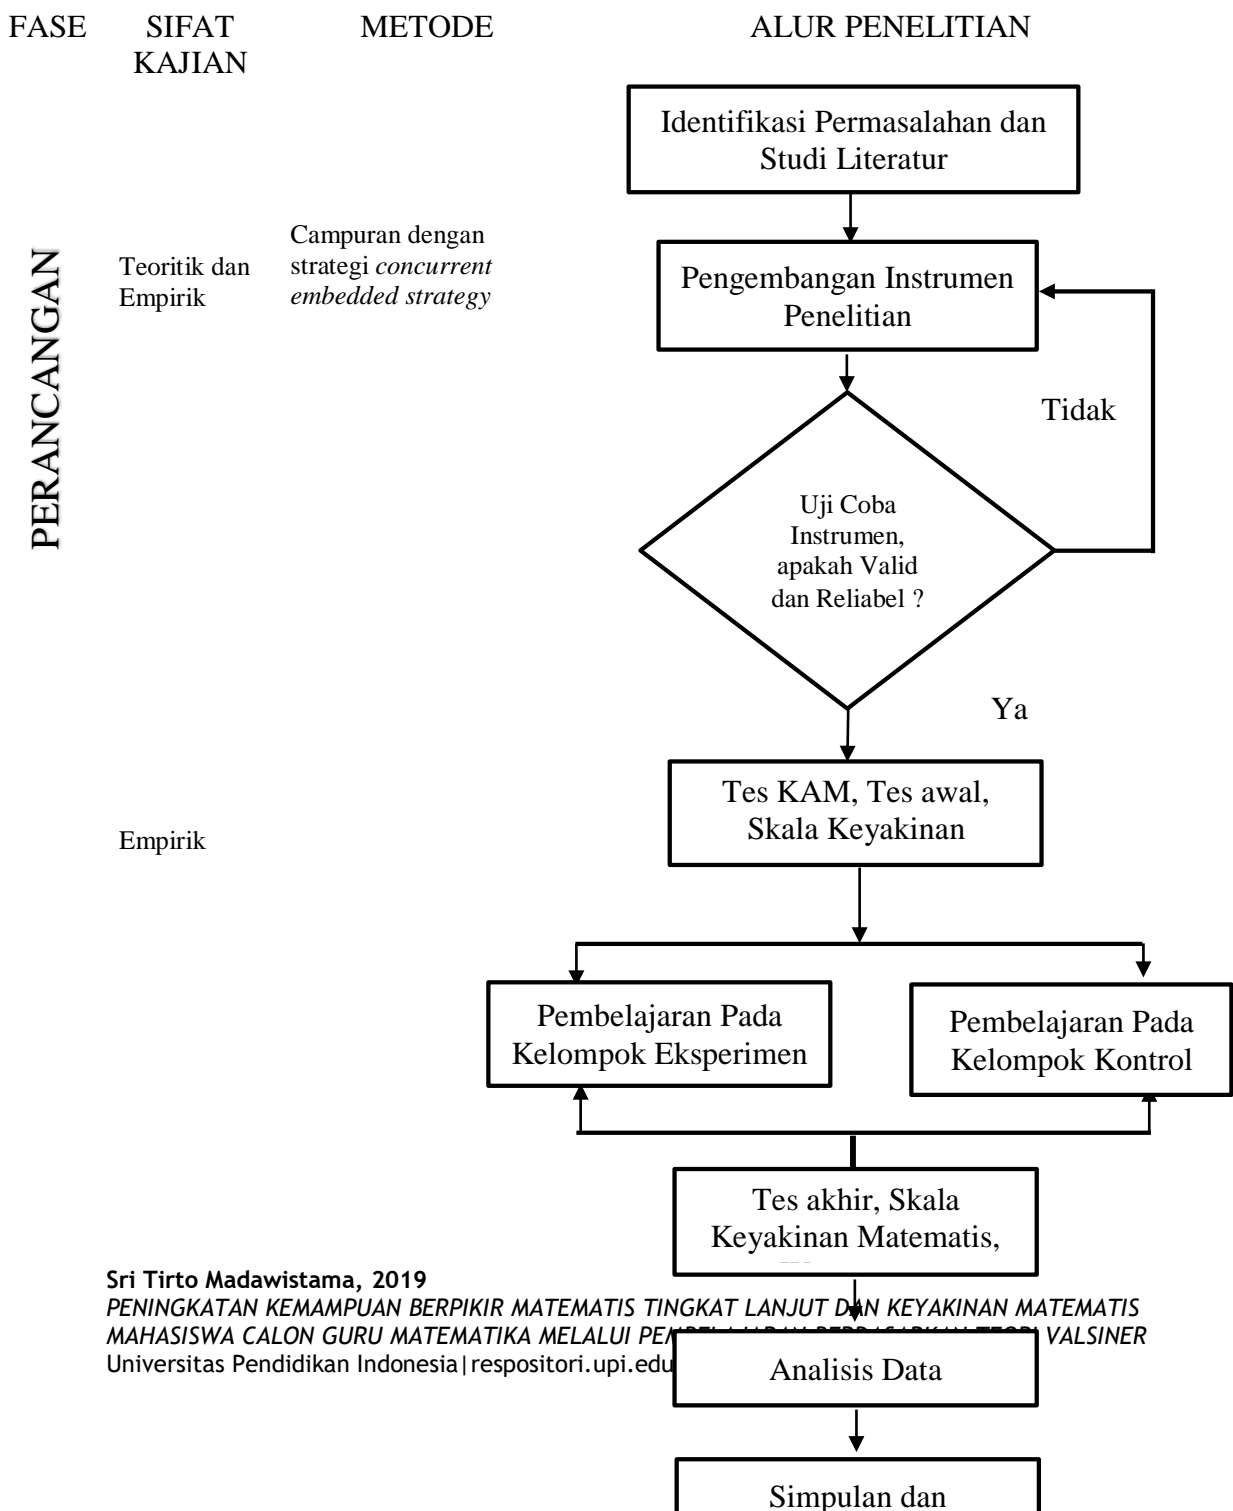 FASE SIFAT KAJIAN METODE ALUR PENELITIAN
Identifikasi Permasalahan dan
Studi Literatur
PERANCANGAN
Teoritik dan
Empirik
Campuran dengan
strategi concurrent
embedded strategy
Pengembangan Instrumen
Penelitian
Tidak
Uji Coba
Instrumen,
apakah Valid
dan Reliabel ?
Ya
Tes KAM, Tes awal,
Skala Keyakinan
Empirik
Pembelajaran Pada
Kelompok Eksperimen
Pembelajaran Pada
Kelompok Kontrol
Tes akhir, Skala
Keyakinan Matematis,
Sri Tirto Madawistama, 2019
PENINGKATAN KEMAMPUAN BERPIKIR MATEMATIS TINGKAT LANJUT DAN KEYAKINAN MATEMATIS
MAHASISWA CALON GURU MATEMATIKA MELALUI VALSINER
Universitas Pendidikan Indonesia|respositori.upi.edu
Analisis Data
Simpulan dan